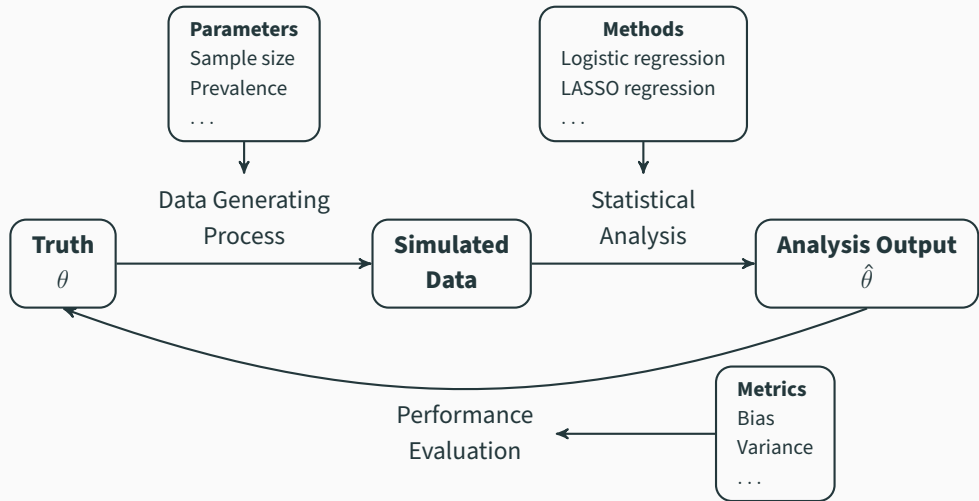 Parameters
Sample size
Prevalence
. . .
Methods
Logistic regression
LASSO regression
. . .
Data Generating
Process
Statistical
Analysis
Truth
θ
Simulated
Data
Analysis Output
θ̂
Performance
Evaluation
Metrics
Bias
Variance
. . .